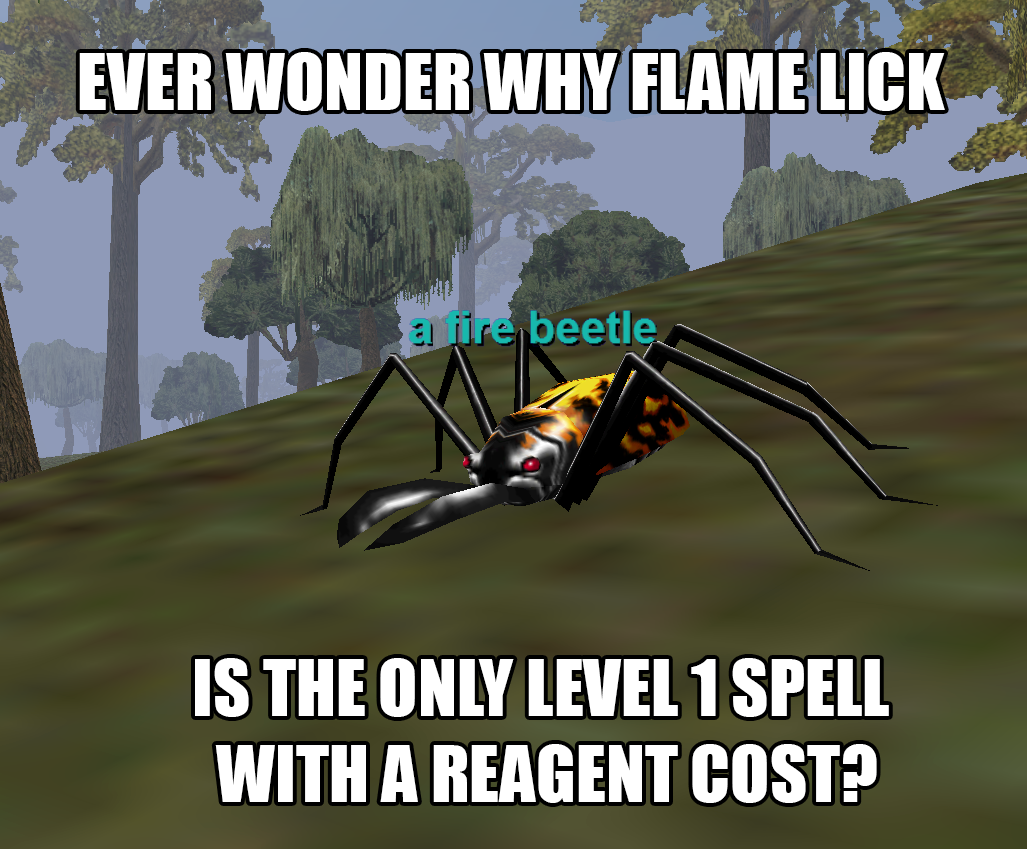 EVER WONDER WHY FLAME LICK
a fire beetle
IS THE ONLY LEVEL 1 SPELL
WITH A REAGENT COST?